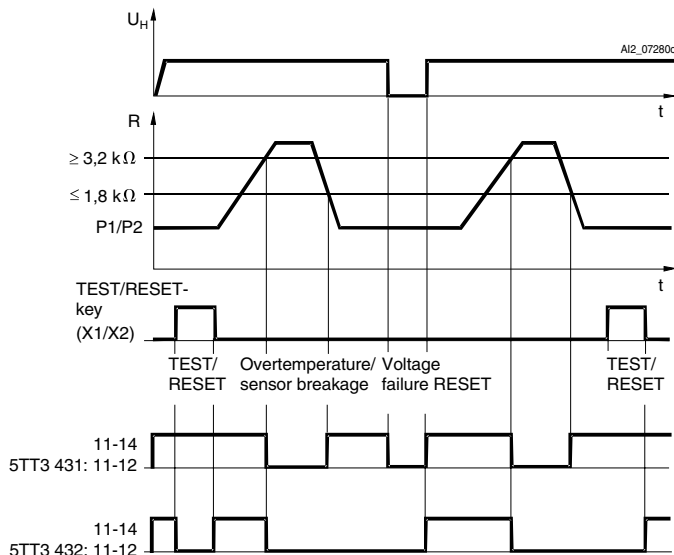 U_H
AI2_07280c
t
R
≥ 3,2 kΩ
≤ 1,8 kΩ
P1/P2
t
TEST/RESET-
key
(X1/X2)
TEST/
RESET
Overtemperature/
sensor breakage
Voltage
failure RESET
TEST/
RESET
11-14
5TT3 431: 11-12
11-14
5TT3 432: 11-12